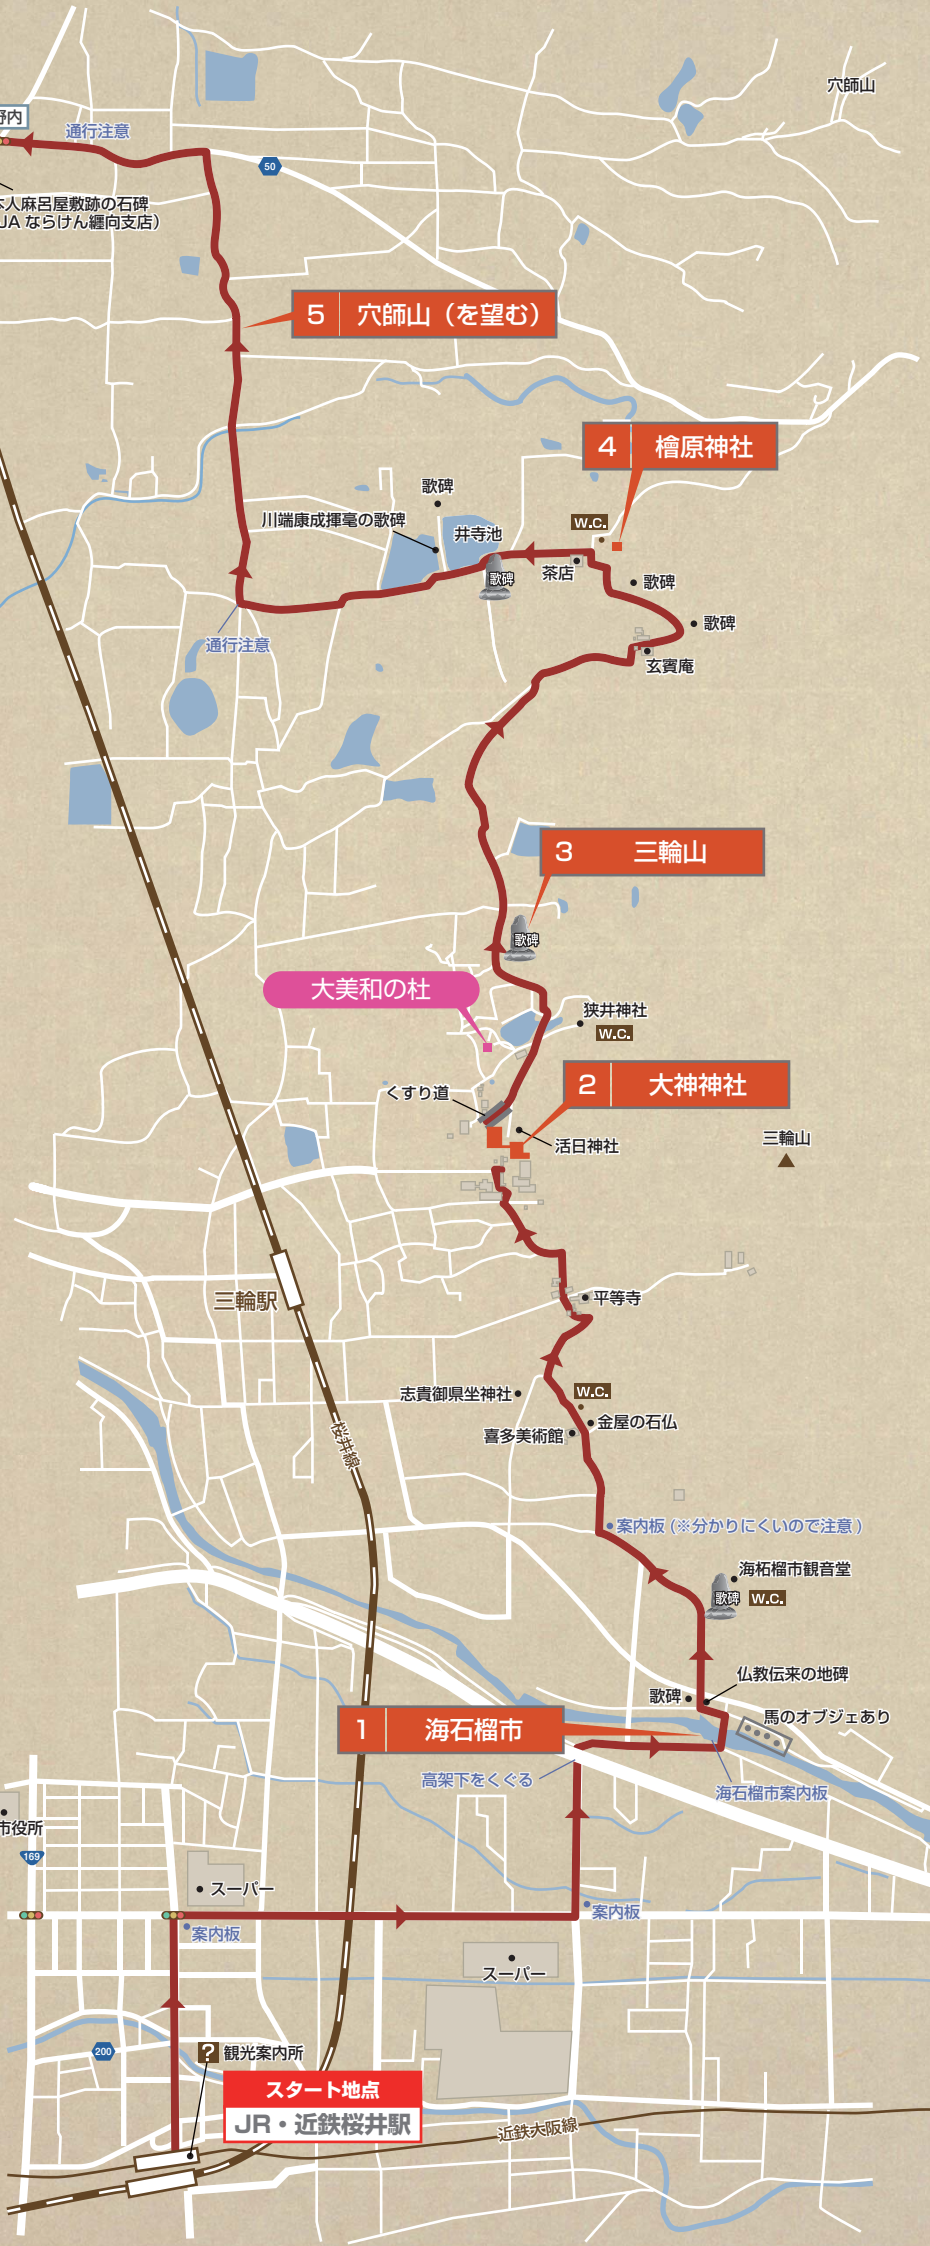 穴師山
野内
通行注意
50
本人麻呂屋敷跡の石碑
JA ならけん纒向支店）
5 穴師山（を望む）
4 檜原神社
歌碑
川端康成揮毫の歌碑
井寺池
W.C.
茶店
歌碑
歌碑
歌碑
通行注意
玄賓庵
3 三輪山
歌碑
大美和の杜
狭井神社
W.C.
2 大神神社
くすり道
活日神社
三輪山
三輪駅
平等寺
志貴御県坐神社
W.C.
金屋の石仏
喜多美術館
桜井線
案内板 (※分かりにくいので注意 )
海柘榴市観音堂
歌碑
W.C.
仏教伝来の地碑
歌碑
馬のオブジェあり
1 海石榴市
高架下をくぐる
海石榴市案内板
市役所
169
スーパー
案内板
案内板
スーパー
200
? 観光案内所
スタート地点
JR・近鉄桜井駅
近鉄大阪線